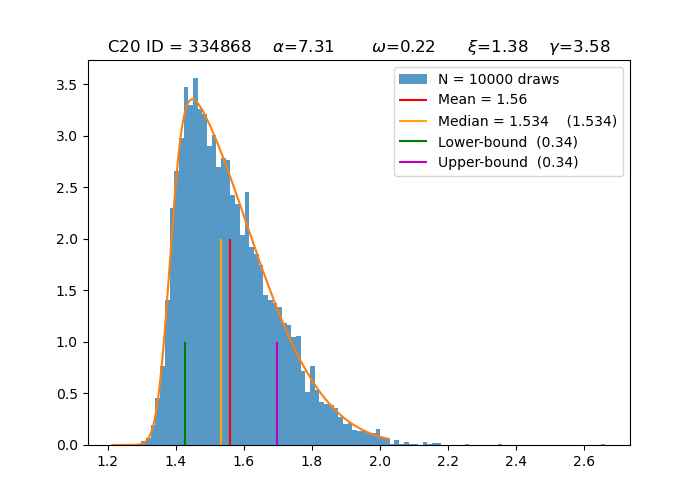 C20 ID = 334868 α=7.31 ω=0.22 ξ=1.38 γ=3.58
N = 10000 draws
Mean = 1.56
Median = 1.534 (1.534)
Lower-bound (0.34)
Upper-bound (0.34)
3.5
3.0
2.5
2.0
1.5
1.0
0.5
0.0
1.2 1.4 1.6 1.8 2.0 2.2 2.4 2.6